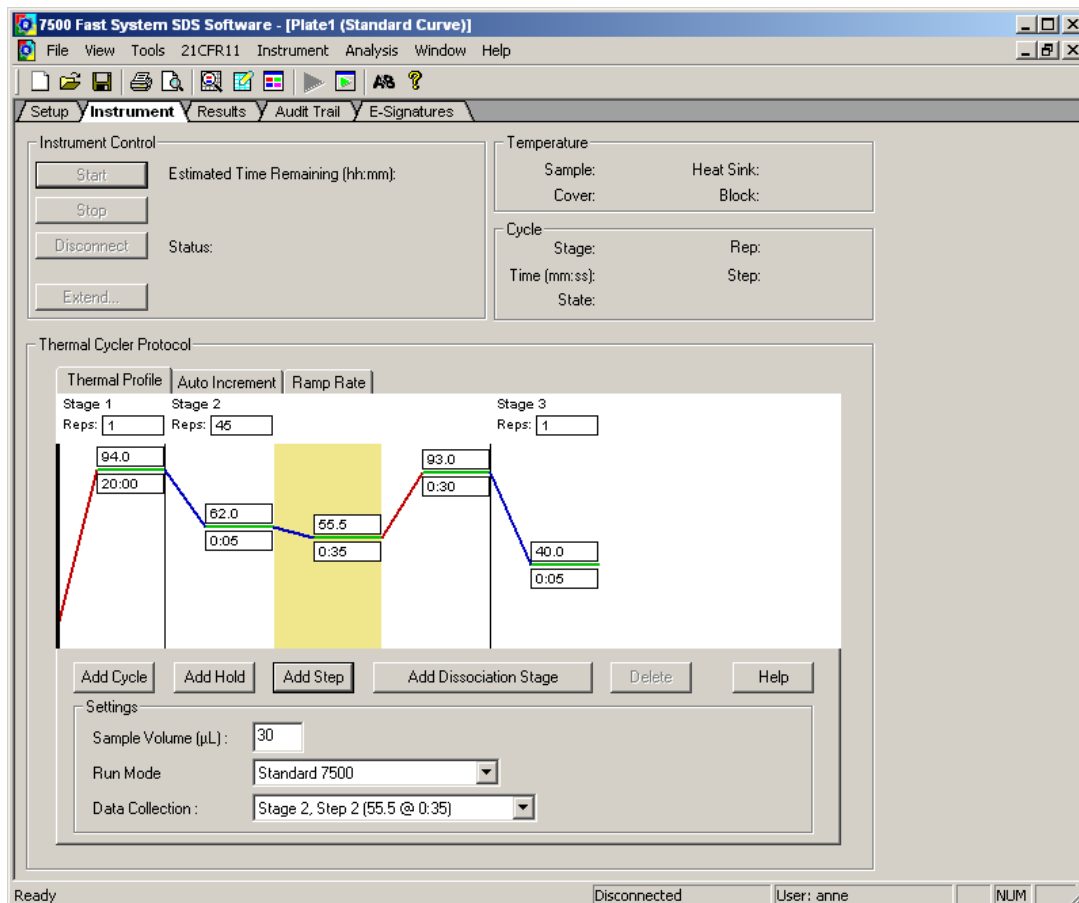 7500 Fast System SDS Software - [Plate1 (Standard Curve)]
File View Tools 21CFR11 Instrument Analysis Window Help
Setup Instrument Results Audit Trail E-Signatures
Instrument Control
Start
Estimated Time Remaining (hh:mm):
Stop
Disconnect
Status:
Extend...
Temperature
Sample: Heat Sink:
Cover: Block:
Cycle
Stage: Rep:
Time (mm:ss): Step:
State:
Thermal Cycler Protocol
Thermal Profile Auto Increment Ramp Rate
Stage 1 Stage 2 Stage 3
Reps: 1 Reps: 45 Reps: 1
94.0
20:00
62.0
0:05
55.5
0:35
93.0
0:30
40.0
0:05
Add Cycle Add Hold Add Step Add Dissociation Stage Delete Help
Settings
Sample Volume (µL) : 30
Run Mode Standard 7500
Data Collection : Stage 2, Step 2 (55.5 @ 0:35)
Ready Disconnected User: anne NUM